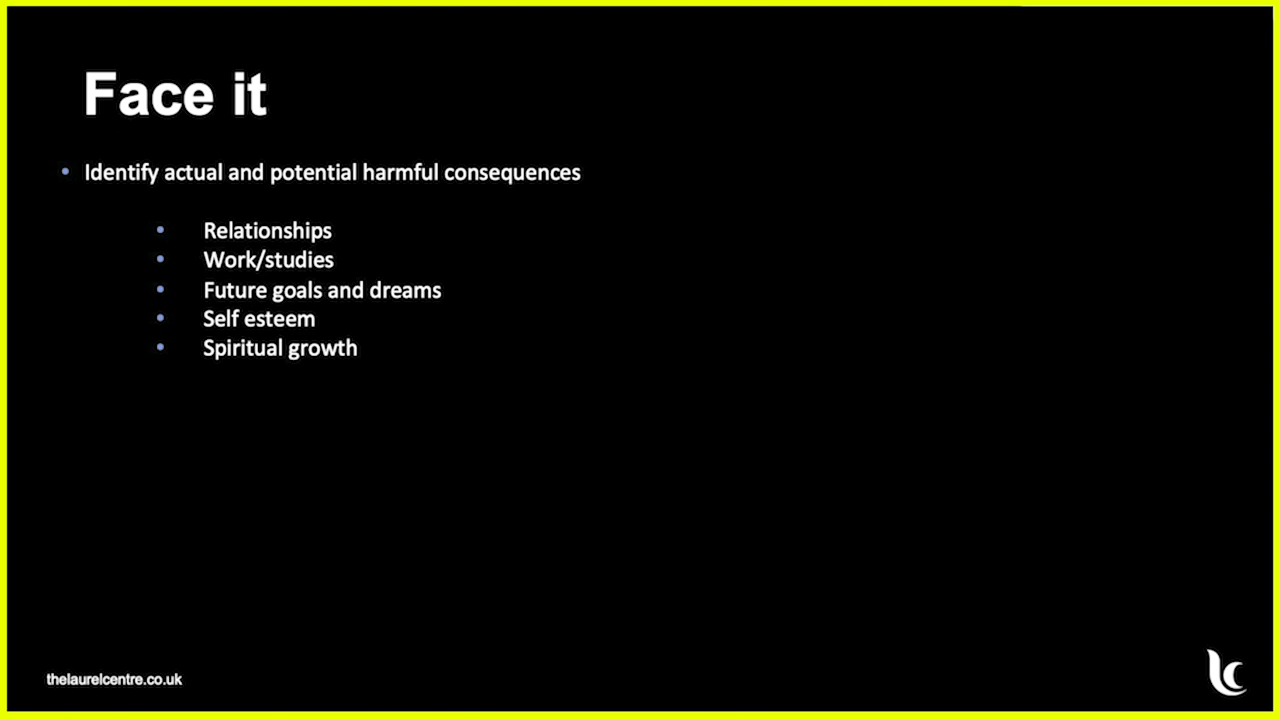 Face it
• Identify actual and potential harmful consequences
• Relationships
• Work/studies
• Future goals and dreams
• Self esteem
• Spiritual growth
thelaurelcentre.co.uk
lc